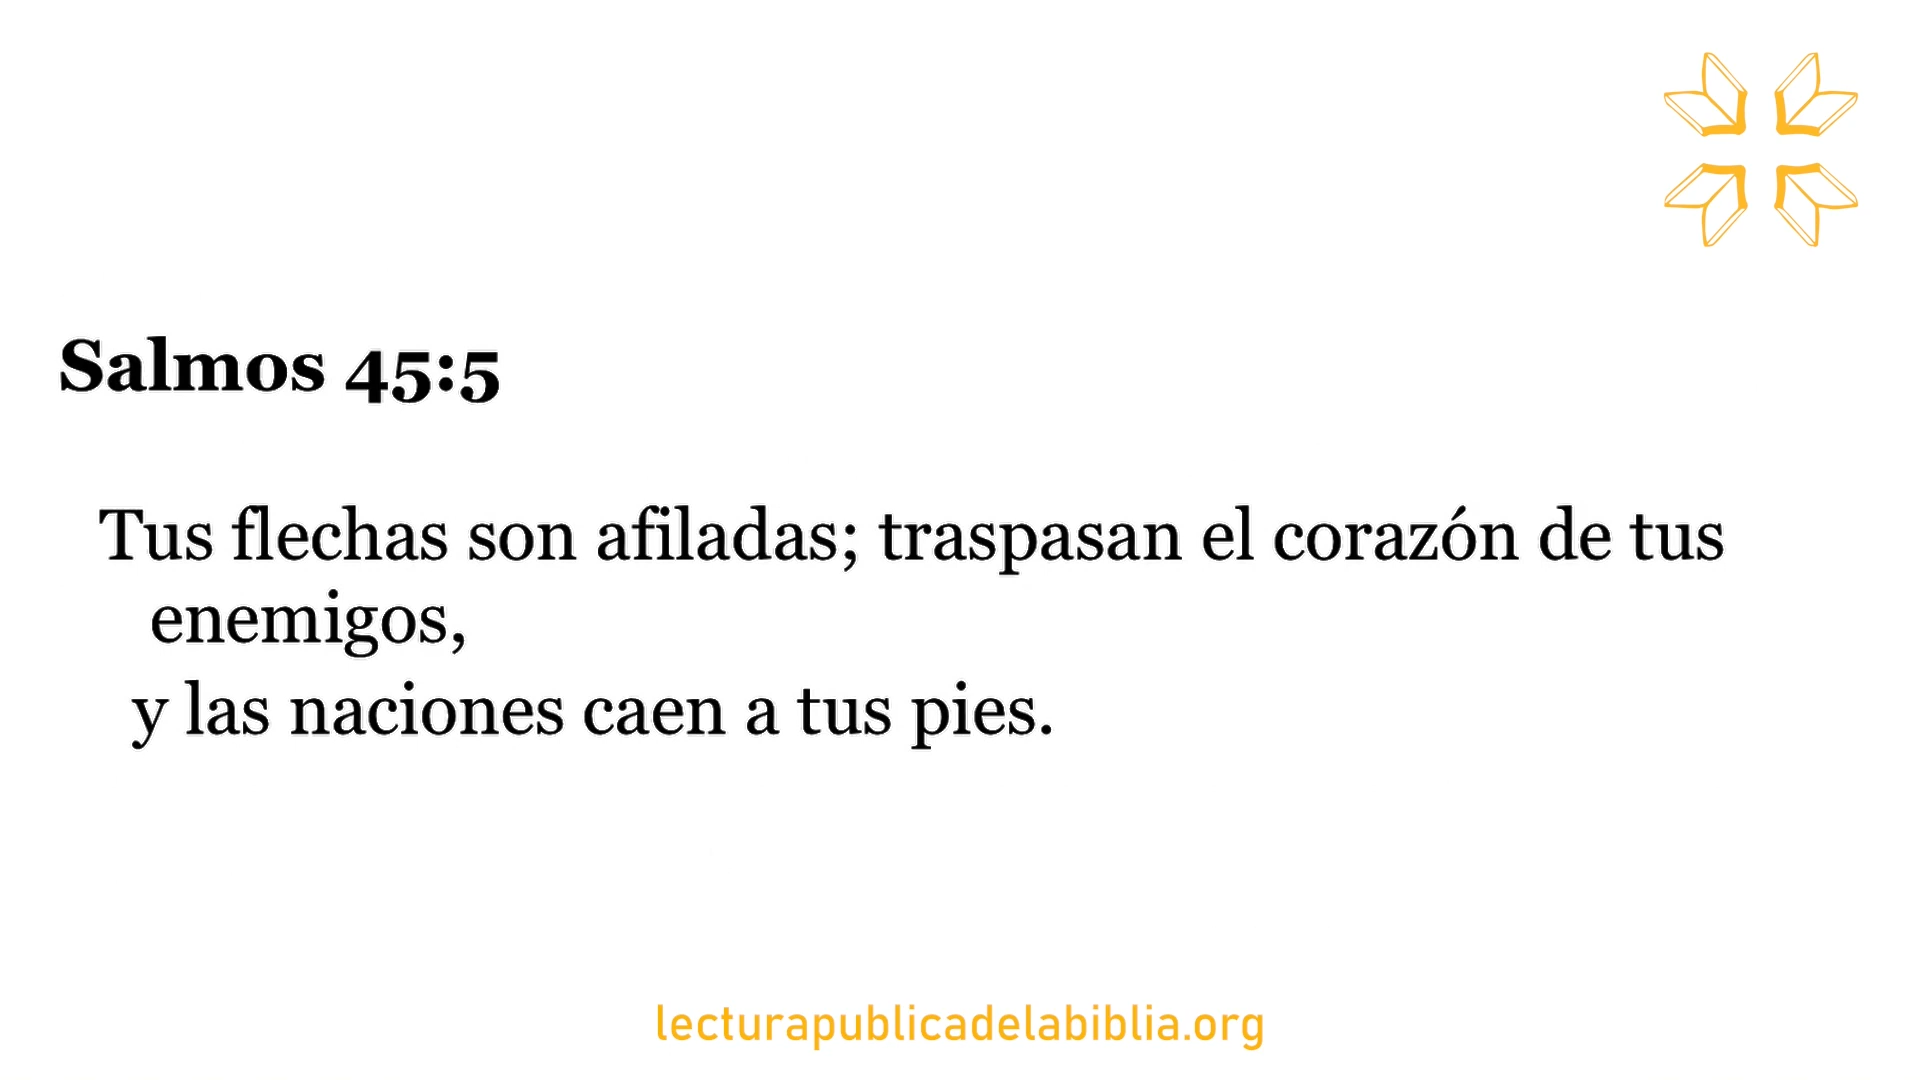 Salmos 45:5
Tus flechas son afiladas; traspasan el corazón de tus
enemigos,
y las naciones caen a tus pies.
lecturapublicadelabiblia.org